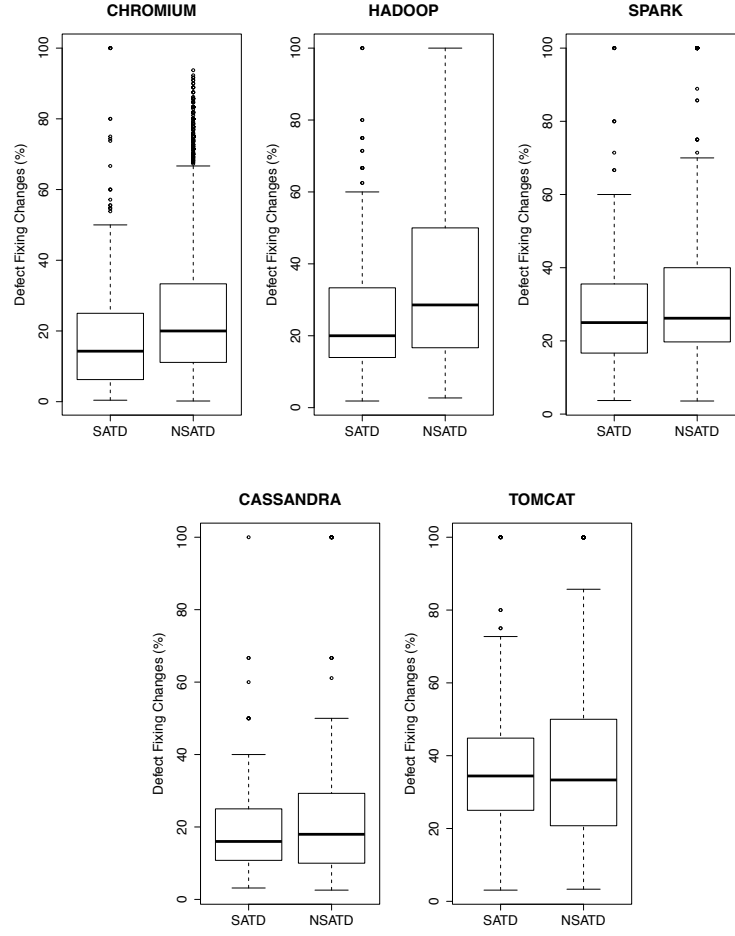 CHROMIUM
Defect Fixing Changes (%)
100
80
60
40
20
0
SATD NSATD
HADOOP
Defect Fixing Changes (%)
100
80
60
40
20
0
SATD NSATD
SPARK
Defect Fixing Changes (%)
100
80
60
40
20
0
SATD NSATD
CASSANDRA
Defect Fixing Changes (%)
100
80
60
40
20
0
SATD NSATD
TOMCAT
Defect Fixing Changes (%)
100
80
60
40
20
0
SATD NSATD